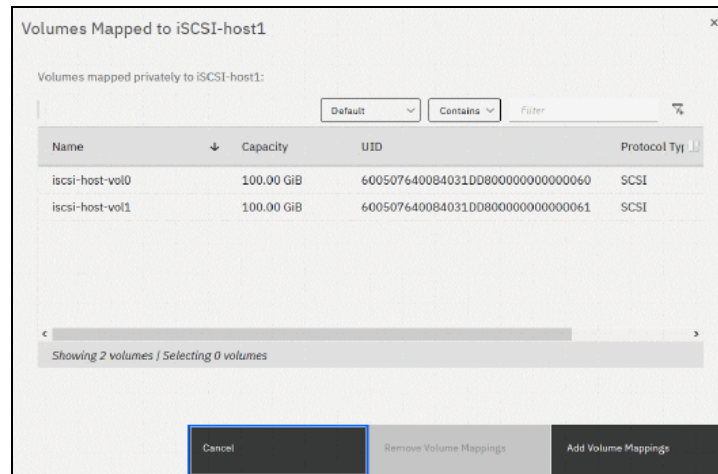 Volumes Mapped to iSCSI-host1
×
Volumes mapped privately to iSCSI-host1:
Default Contains Filter
Name Capacity UID Protocol Ty
iscsi-host-vol0 100.00 GiB 600507640084031DD800000000000060 SCSI
iscsi-host-vol1 100.00 GiB 600507640084031DD800000000000061 SCSI
Showing 2 volumes | Selecting 0 volumes
Cancel Remove Volume Mappings Add Volume Mappings